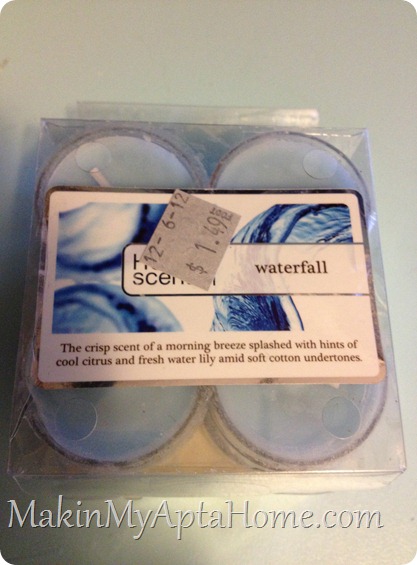 12-6-12
$1.49
waterfall
The crisp scent of a morning breeze splashed with hints of
cool citrus and fresh water lily amid soft cotton undertones.
MakinMyAptaHome.com